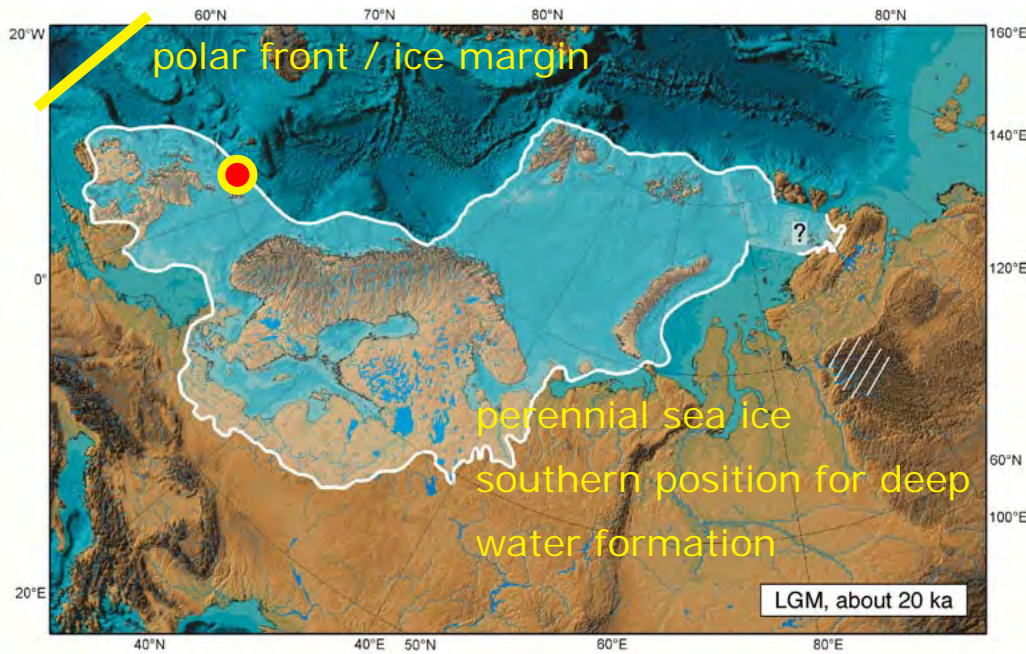 60°N 70°N 80°N 80°N
20°W
160°E
polar front / ice margin
140°E
?
0°
120°E
perennial sea ice
southern position for deep
water formation
60°N
100°E
20°E
LGM, about 20 ka
40°N 40°E 50°N 60°E 80°E